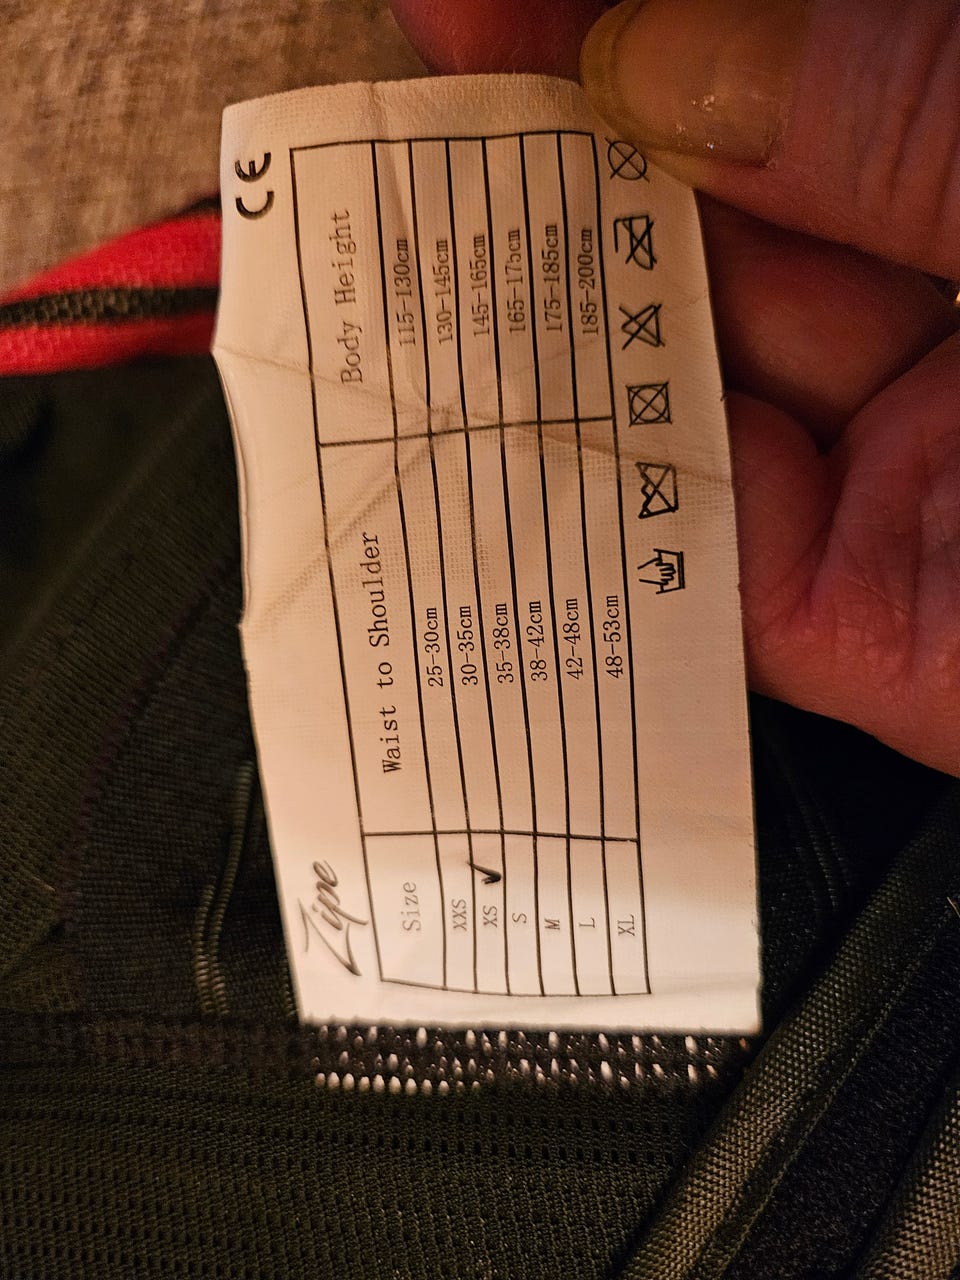 Zipe
CE
Size Waist to Shoulder Body Height
XXS 25-30cm 115-130cm
XS ✓ 30-35cm 130-145cm
S 35-38cm 145-165cm
M 38-42cm 165-175cm
L 42-48cm 175-185cm
XL 48-53cm 185-200cm